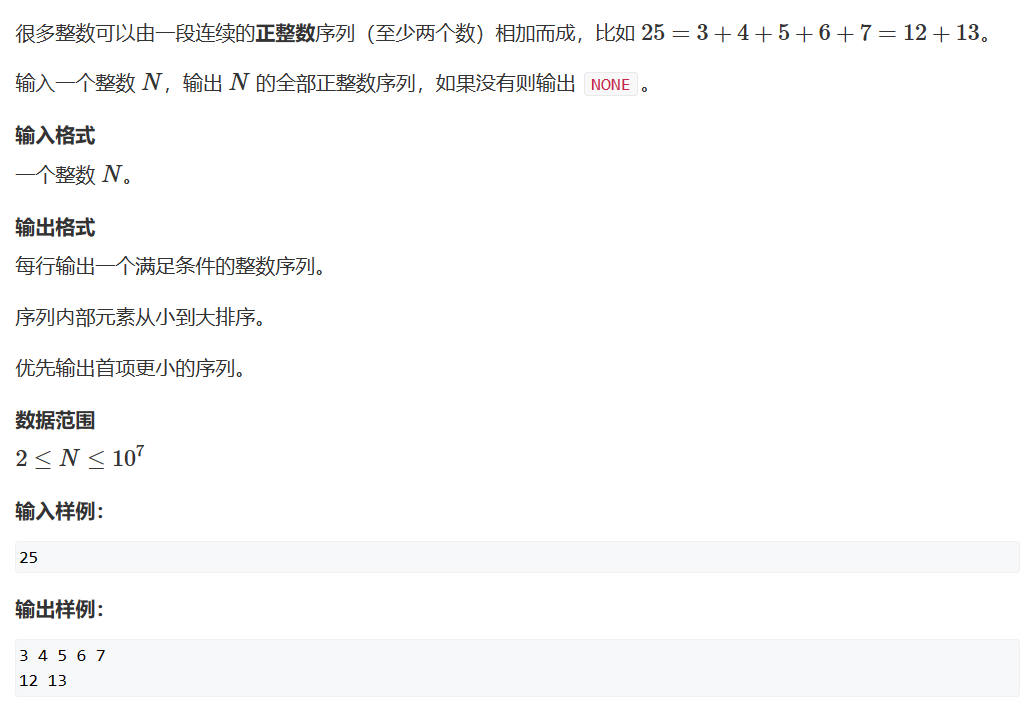 很多整数可以由一段连续的正整数序列（至少两个数）相加而成，比如 25 = 3 + 4 + 5 + 6 + 7 = 12 + 13。
输入一个整数 N，输出 N 的全部正整数序列，如果没有则输出 NONE 。
输入格式
一个整数 N。
输出格式
每行输出一个满足条件的整数序列。
序列内部元素从小到大排序。
优先输出首项更小的序列。
数据范围
2 ≤ N ≤ 10^7
输入样例：
25
输出样例：
3 4 5 6 7
12 13